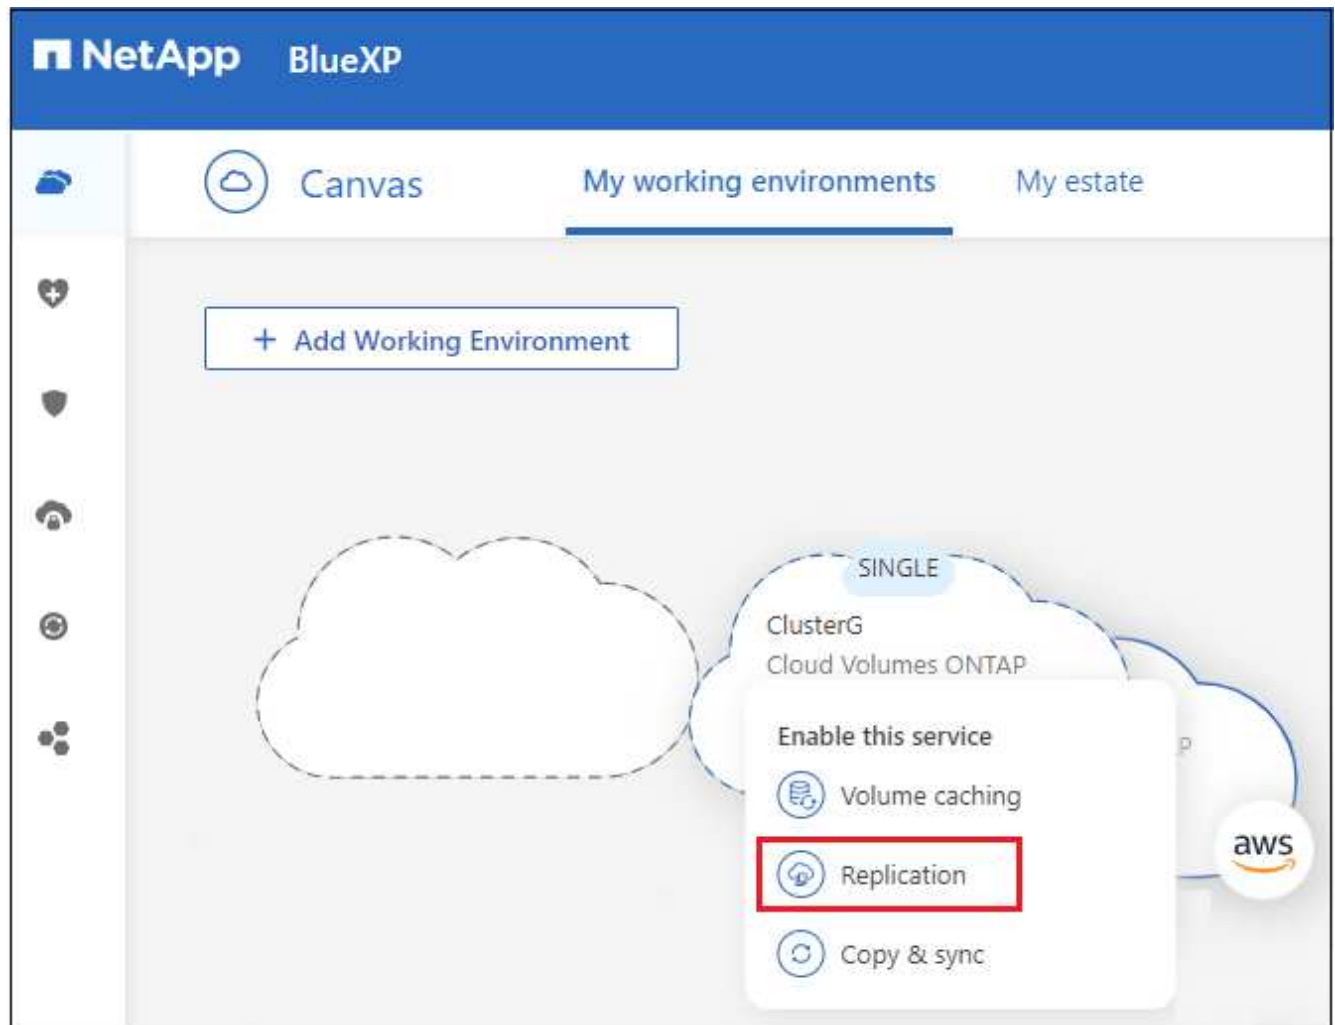 NetApp BlueXP
Canvas My working environments My estate
+ Add Working Environment
SINGLE
ClusterG
Cloud Volumes ONTAP
Enable this service
P
Volume caching
aws
Replication
Copy & sync